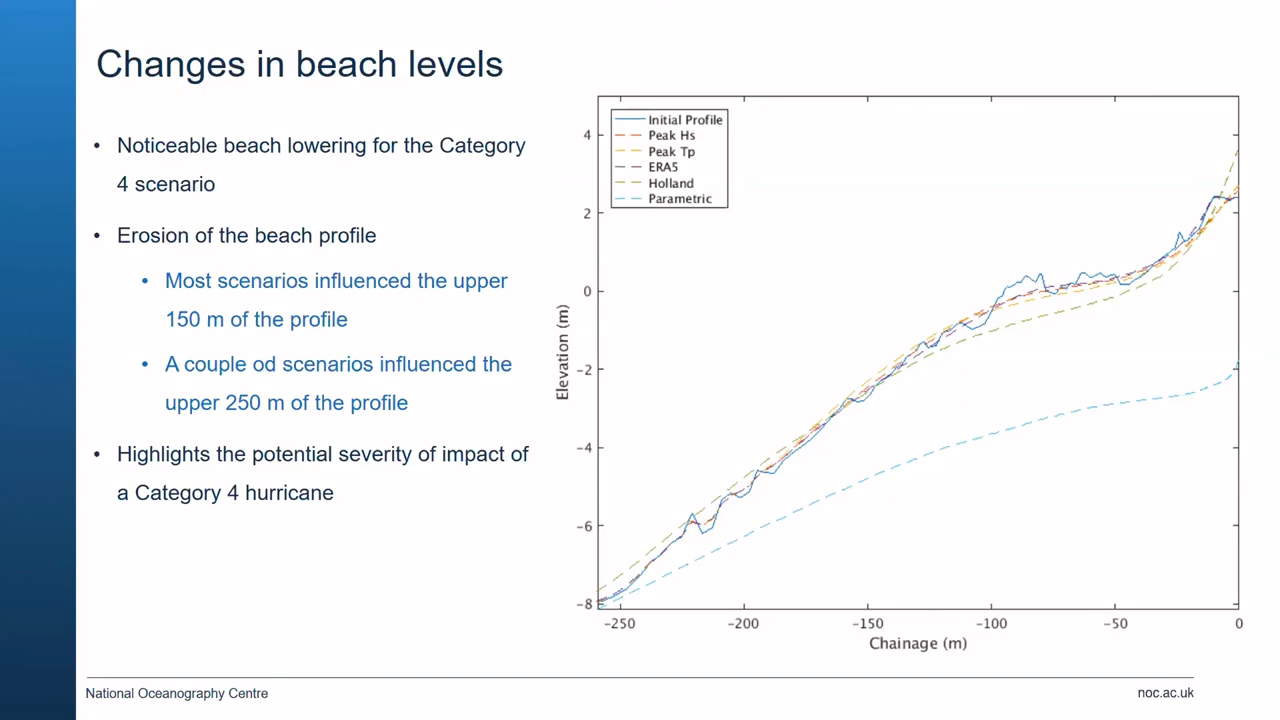 Changes in beach levels
• Noticeable beach lowering for the Category
4 scenario
• Erosion of the beach profile
• Most scenarios influenced the upper
150 m of the profile
• A couple od scenarios influenced the
upper 250 m of the profile
• Highlights the potential severity of impact of
a Category 4 hurricane
Initial Profile
Peak Hs
Peak Tp
ERA5
Holland
Parametric
4
2
0
-2
-4
-6
-8
Elevation (m)
-250
-200
-150
-100
-50
0
Chainage (m)
National Oceanography Centre
noc.ac.uk